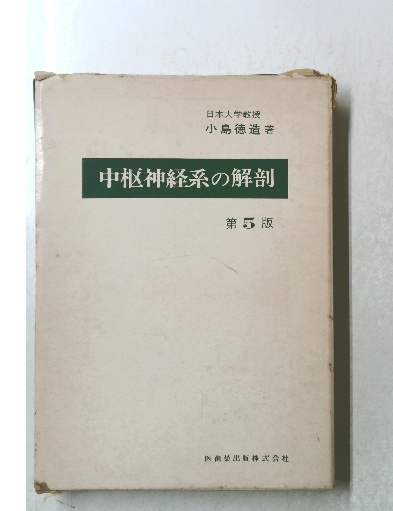 日本大学教授
小島徳造 著
中枢神経系の解剖
第5版
医歯薬出版株式会社